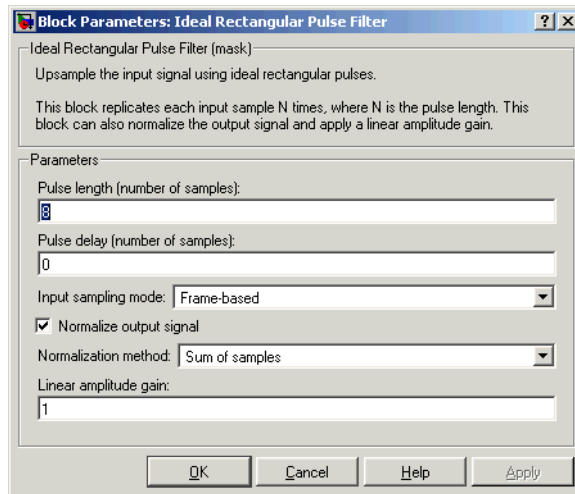 Block Parameters: Ideal Rectangular Pulse Filter
Ideal Rectangular Pulse Filter (mask)
Upsample the input signal using ideal rectangular pulses.
This block replicates each input sample N times, where N is the pulse length. This
block can also normalize the output signal and apply a linear amplitude gain.
Parameters
Pulse length (number of samples):
8
Pulse delay (number of samples):
0
Input sampling mode: Frame-based
Normalize output signal
Normalization method: Sum of samples
Linear amplitude gain:
1
OK Cancel Help Apply